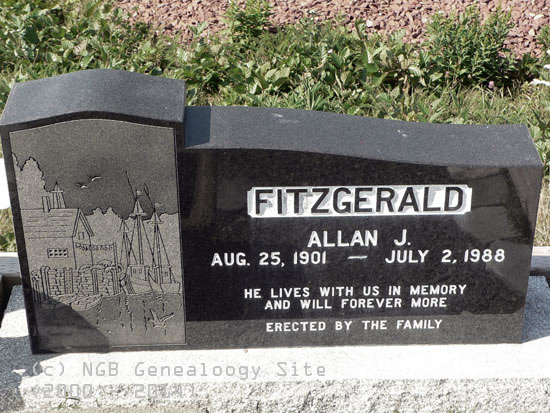 FITZGERALD
ALLAN J.
AUG. 25, 1901 — JULY 2, 1988
HE LIVES WITH US IN MEMORY
AND WILL FOREVER MORE
ERECTED BY THE FAMILY
(c) NGB Genealoogy Site